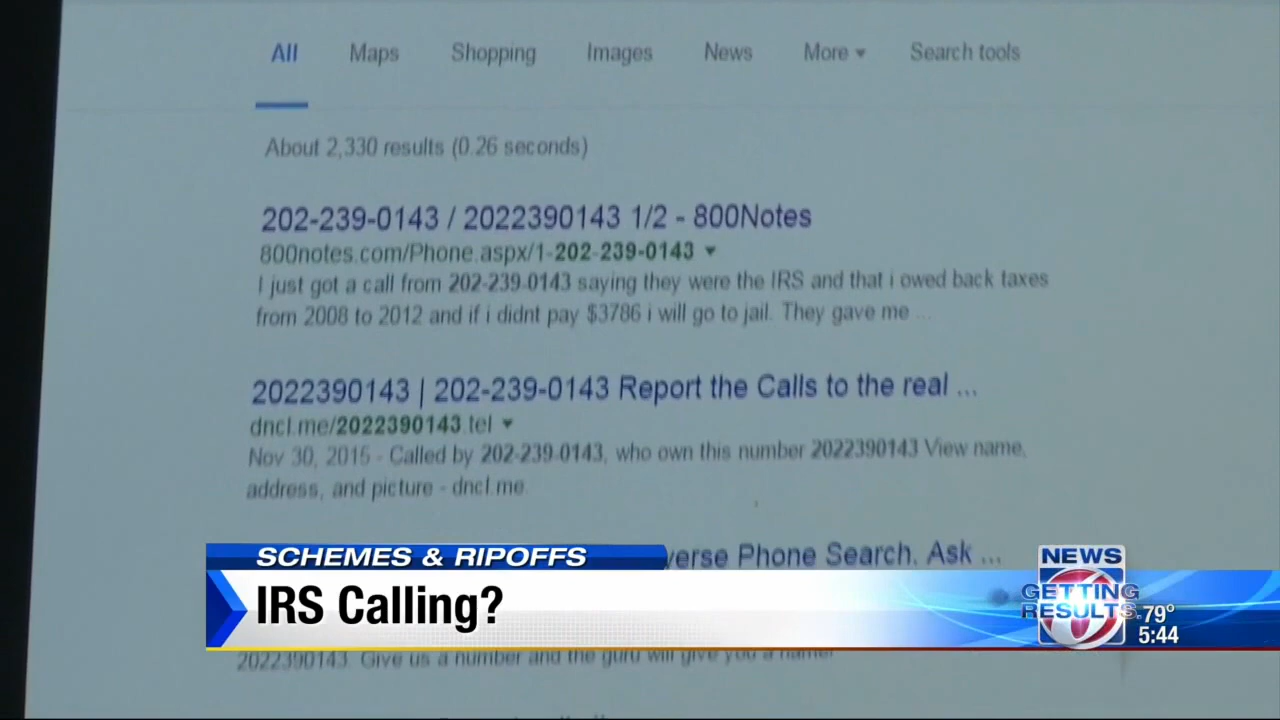 All Maps Shopping Images News More Search tools
About 2,330 results (0.26 seconds)
202-239-0143 / 2022390143 1/2 - 800Notes
800notes.com/Phone.aspx/1-202-239-0143
I just got a call from 202-239-0143 saying they were the IRS and that i owed back taxes
from 2008 to 2012 and if i didnt pay $3786 i will go to jail. They gave me ...
2022390143 | 202-239-0143 Report the Calls to the real ...
dncl.me/2022390143.tel
Nov 30, 2015 - Called by 202-239-0143, who own this number 2022390143 View name,
address, and picture - dncl.me.
SCHEMES & RIPOFFS
verse Phone Search. Ask ...
IRS Calling?
NEWS
6
GETTING
RESULTS.
79°
5:44
2022390143. Give us a number and the guru will give you a name!